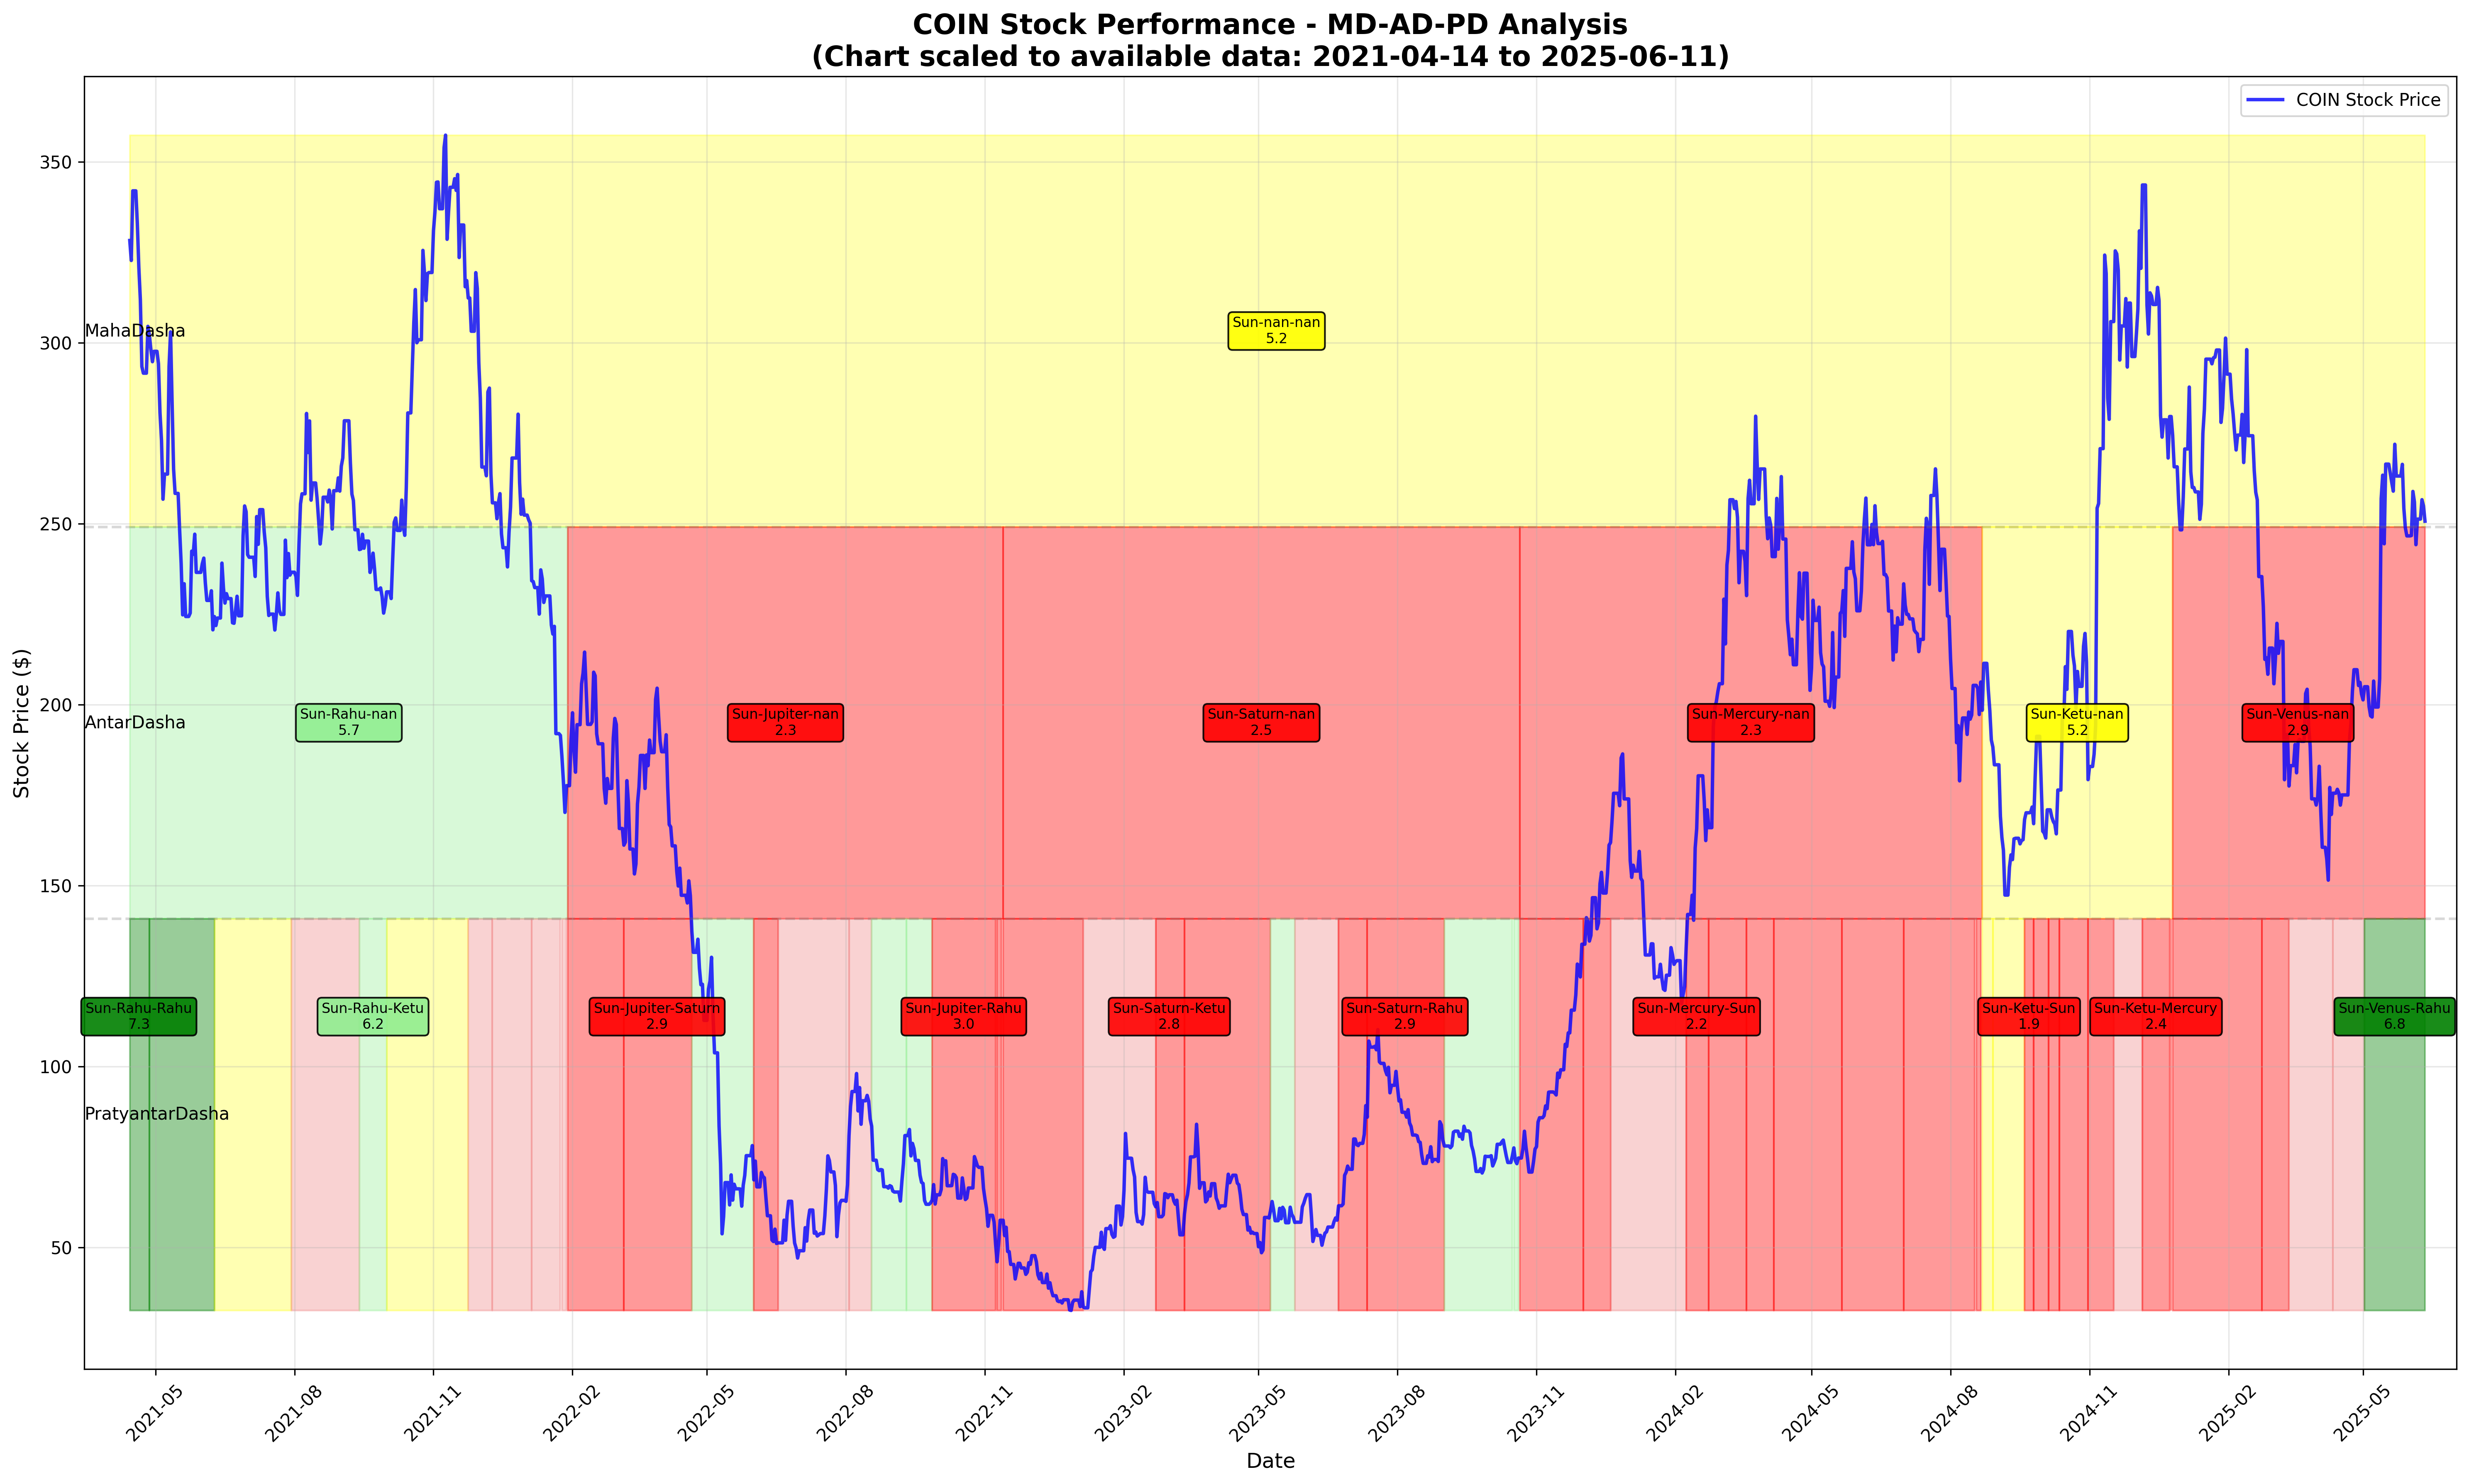 COIN Stock Performance - MD-AD-PD Analysis
(Chart scaled to available data: 2021-04-14 to 2025-06-11)
COIN Stock Price
Stock Price ($)
350
300
250
200
150
100
50
MahaDasha
Sun-nan-nan
5.2
AntarDasha
Sun-Rahu-nan
5.7
Sun-Jupiter-nan
2.3
Sun-Saturn-nan
2.5
Sun-Mercury-nan
2.3
Sun-Ketu-nan
5.2
Sun-Venus-nan
2.9
Sun-Rahu-Rahu
7.3
Sun-Rahu-Ketu
6.2
Sun-Jupiter-Saturn
2.9
Sun-Jupiter-Rahu
3.0
Sun-Saturn-Ketu
2.8
Sun-Saturn-Rahu
2.9
Sun-Mercury-Sun
2.2
Sun-Ketu-Sun
1.9
Sun-Ketu-Mercury
2.4
Sun-Venus-Rahu
6.8
PratyantarDasha
2021-05
2021-08
2021-11
2022-02
2022-05
2022-08
2022-11
2023-02
2023-05
2023-08
2023-11
2024-02
2024-05
2024-08
2024-11
2025-02
2025-05
Date